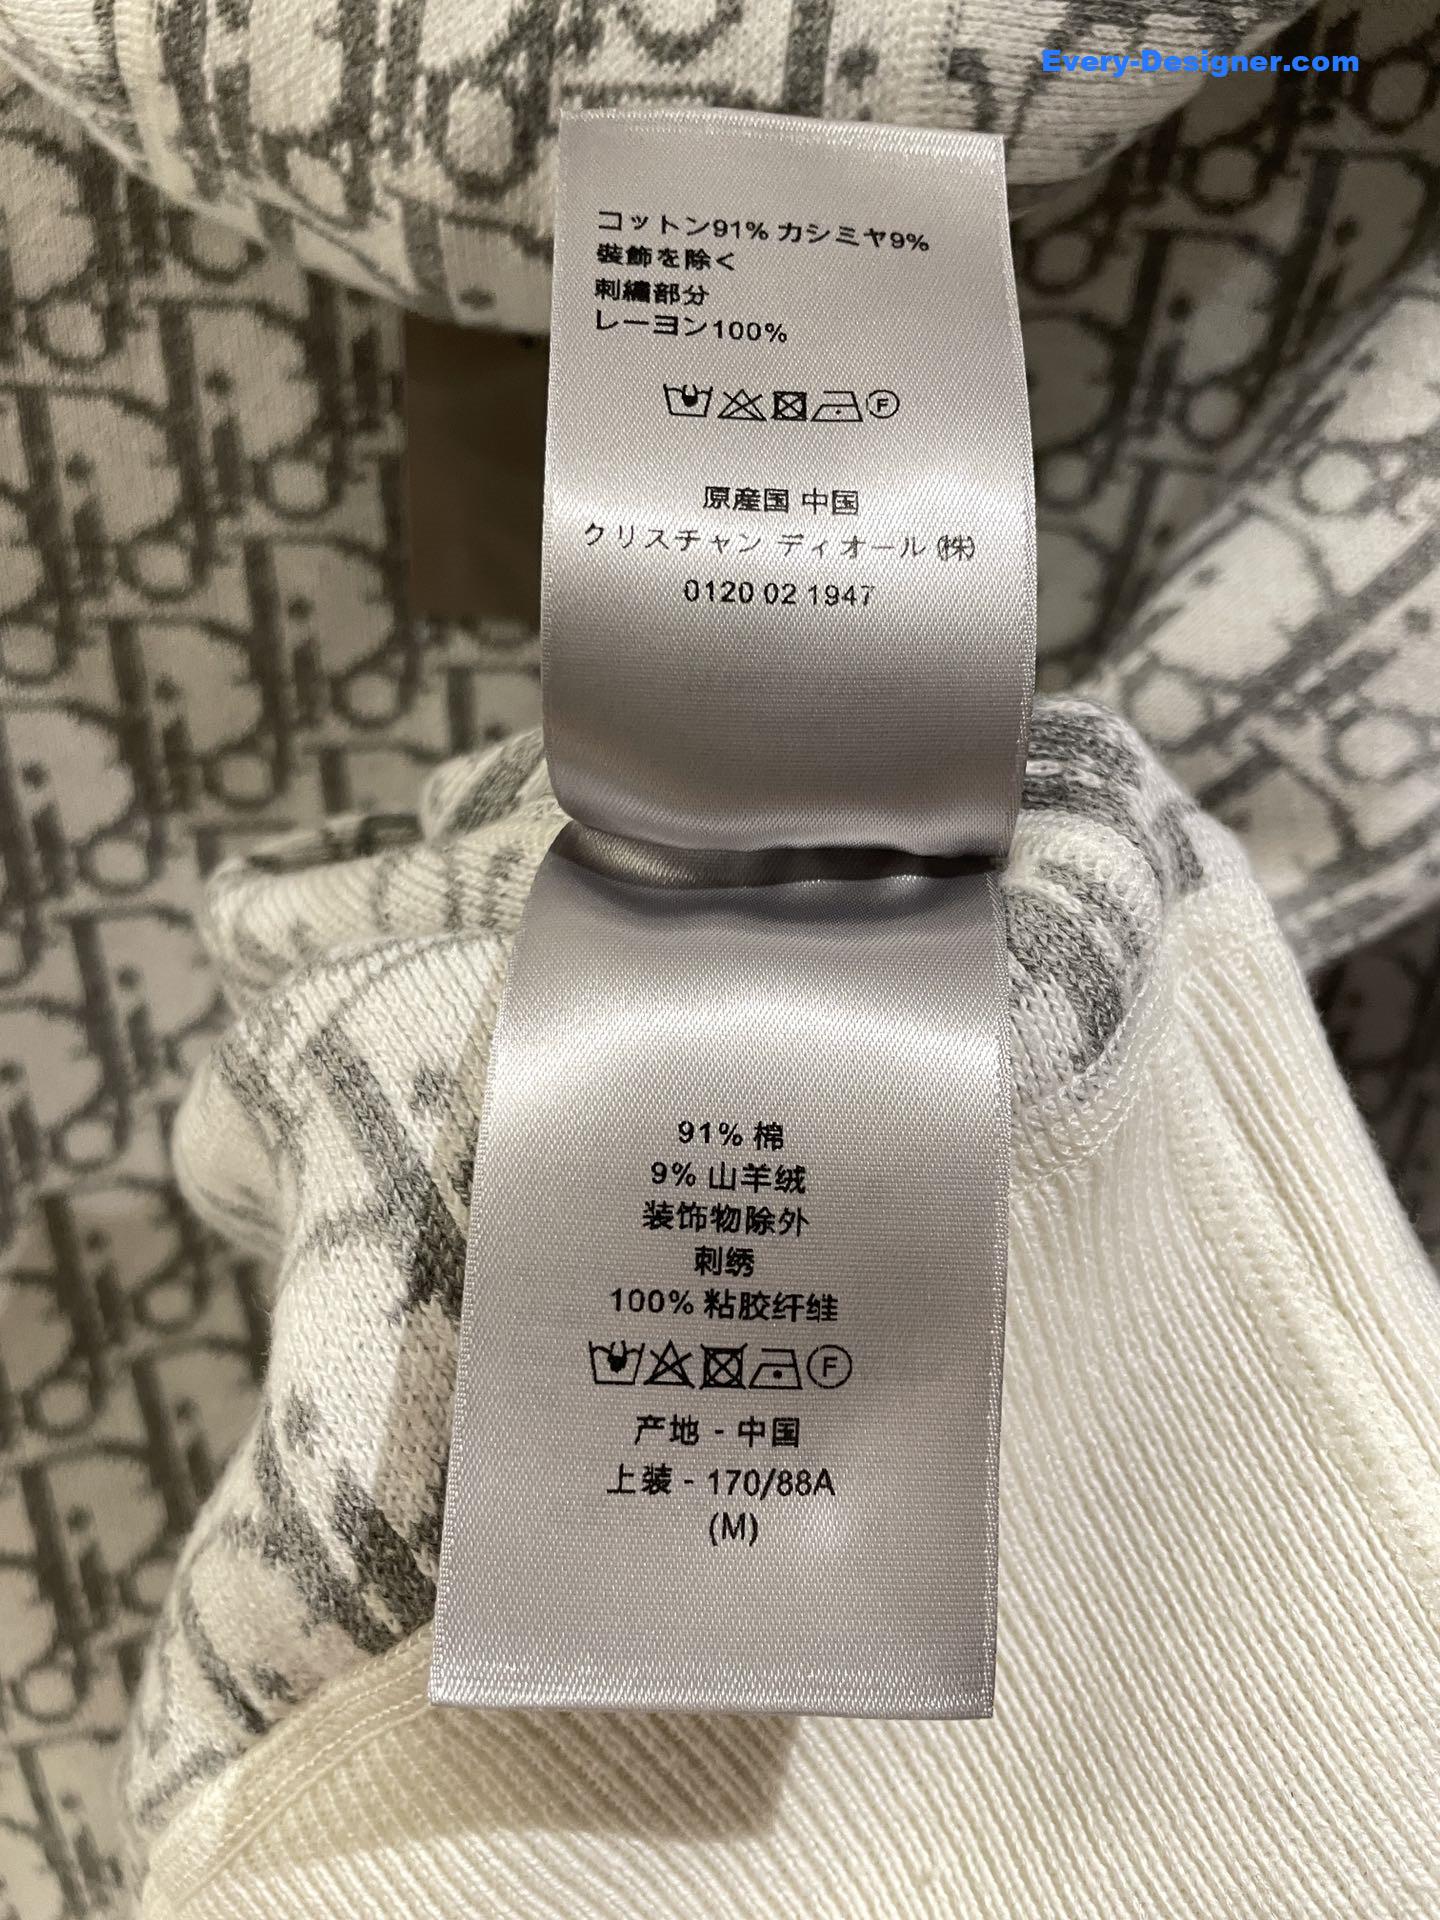 Every-Designer.com
コットン91% カシミヤ9%
装飾を除く
刺繍部分
レーヨン100%
F
原産国 中国
クリスチャン ディオール ㈱
0120 02 1947
91% 棉
9% 山羊绒
装饰物除外
刺绣
100% 粘胶纤维
F
产地 - 中国
上装 - 170/88A
(M)